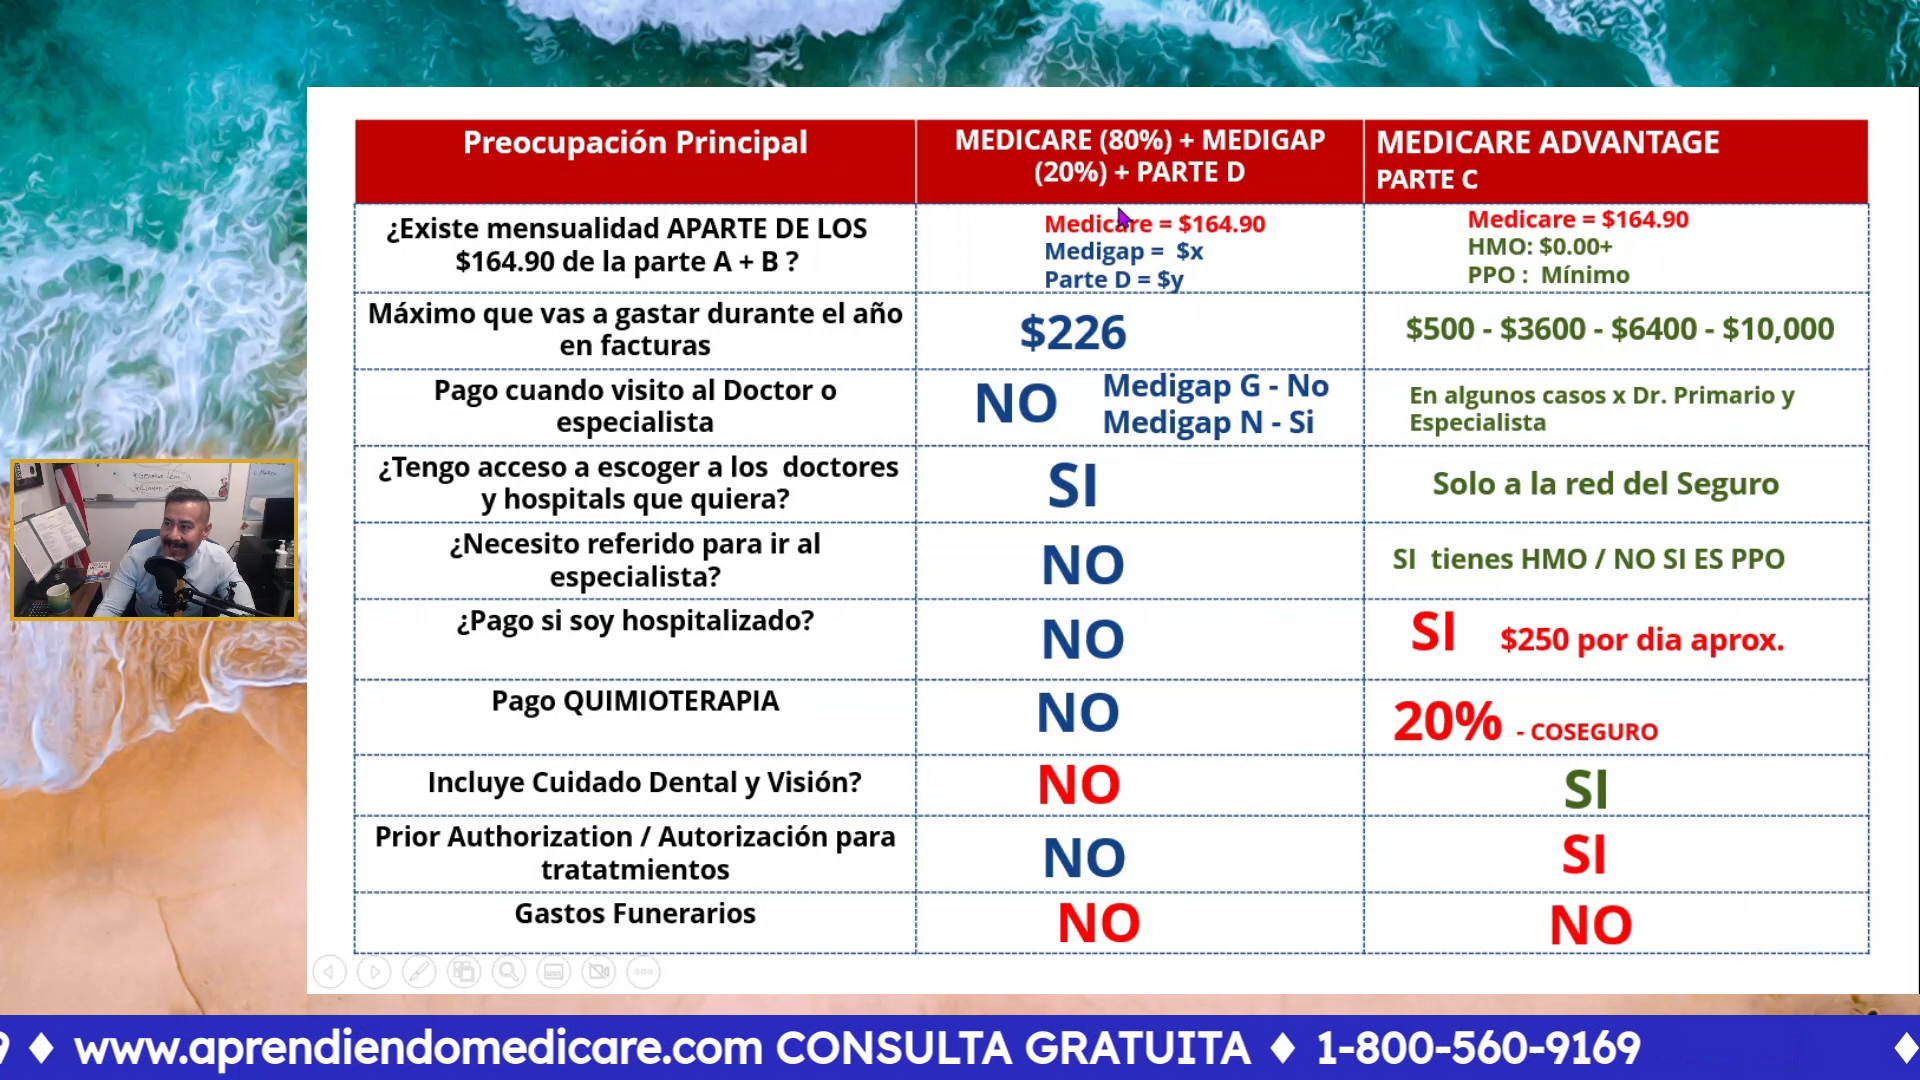 Preocupación Principal
MEDICARE (80%) + MEDIGAP
(20%) + PARTE D
MEDICARE ADVANTAGE
PARTE C
¿Existe mensualidad APARTE DE LOS
$164.90 de la parte A + B ?
Medicare = $164.90
Medigap = $x
Parte D = $y
Medicare = $164.90
HMO: $0.00+
PPO : Mínimo
Máximo que vas a gastar durante el año
en facturas
$226
$500 - $3600 - $6400 - $10,000
Pago cuando visito al Doctor o
especialista
NO
Medigap G - No
Medigap N - Si
En algunos casos x Dr. Primario y
Especialista
¿Tengo acceso a escoger a los doctores
y hospitals que quiera?
SI
Solo a la red del Seguro
¿Necesito referido para ir al
especialista?
NO
SI tienes HMO / NO SI ES PPO
¿Pago si soy hospitalizado?
NO
SI $250 por dia aprox.
Pago QUIMIOTERAPIA
NO
20% - COSEGURO
Incluye Cuidado Dental y Visión?
NO
SI
Prior Authorization / Autorización para
tratatmientos
NO
SI
Gastos Funerarios
NO
NO
9 ♦ www.aprendiendomedicare.com CONSULTA GRATUITA ♦ 1-800-560-9169 ♦